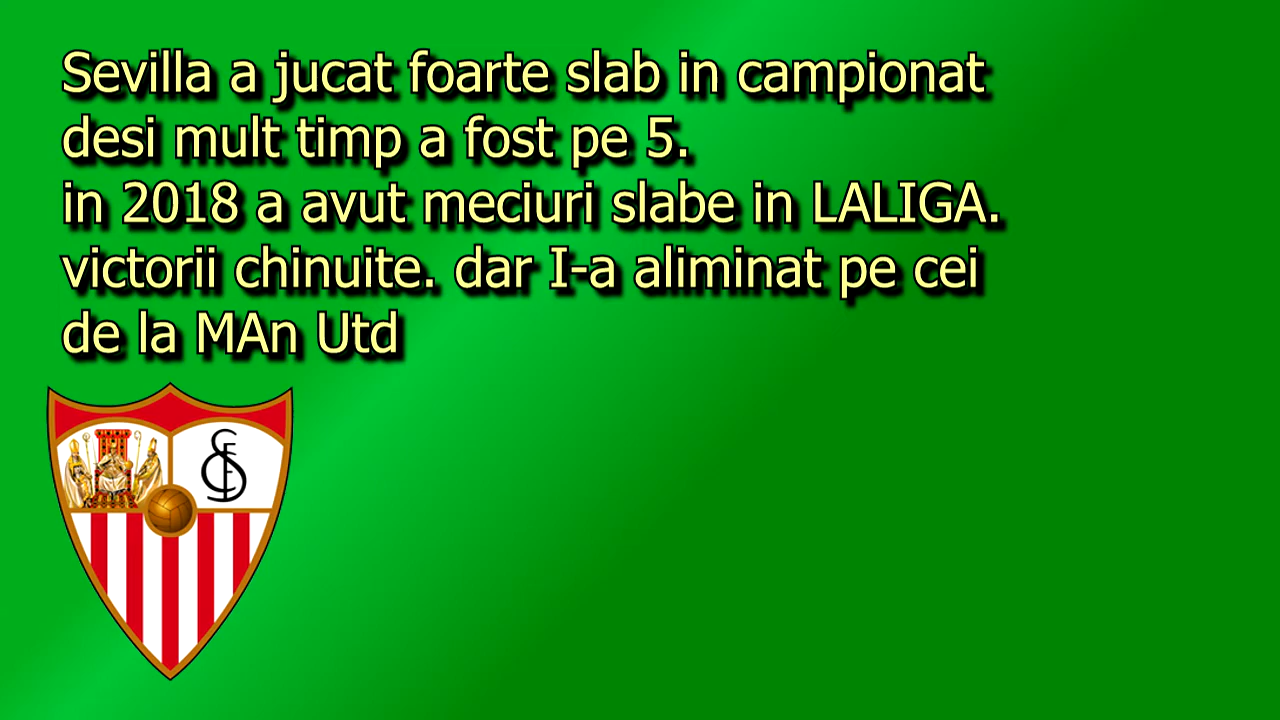 Sevilla a jucat foarte slab in campionat
desi mult timp a fost pe 5.
in 2018 a avut meciuri slabe in LALIGA.
victorii chinuite. dar I-a aliminat pe cei
de la MAn Utd